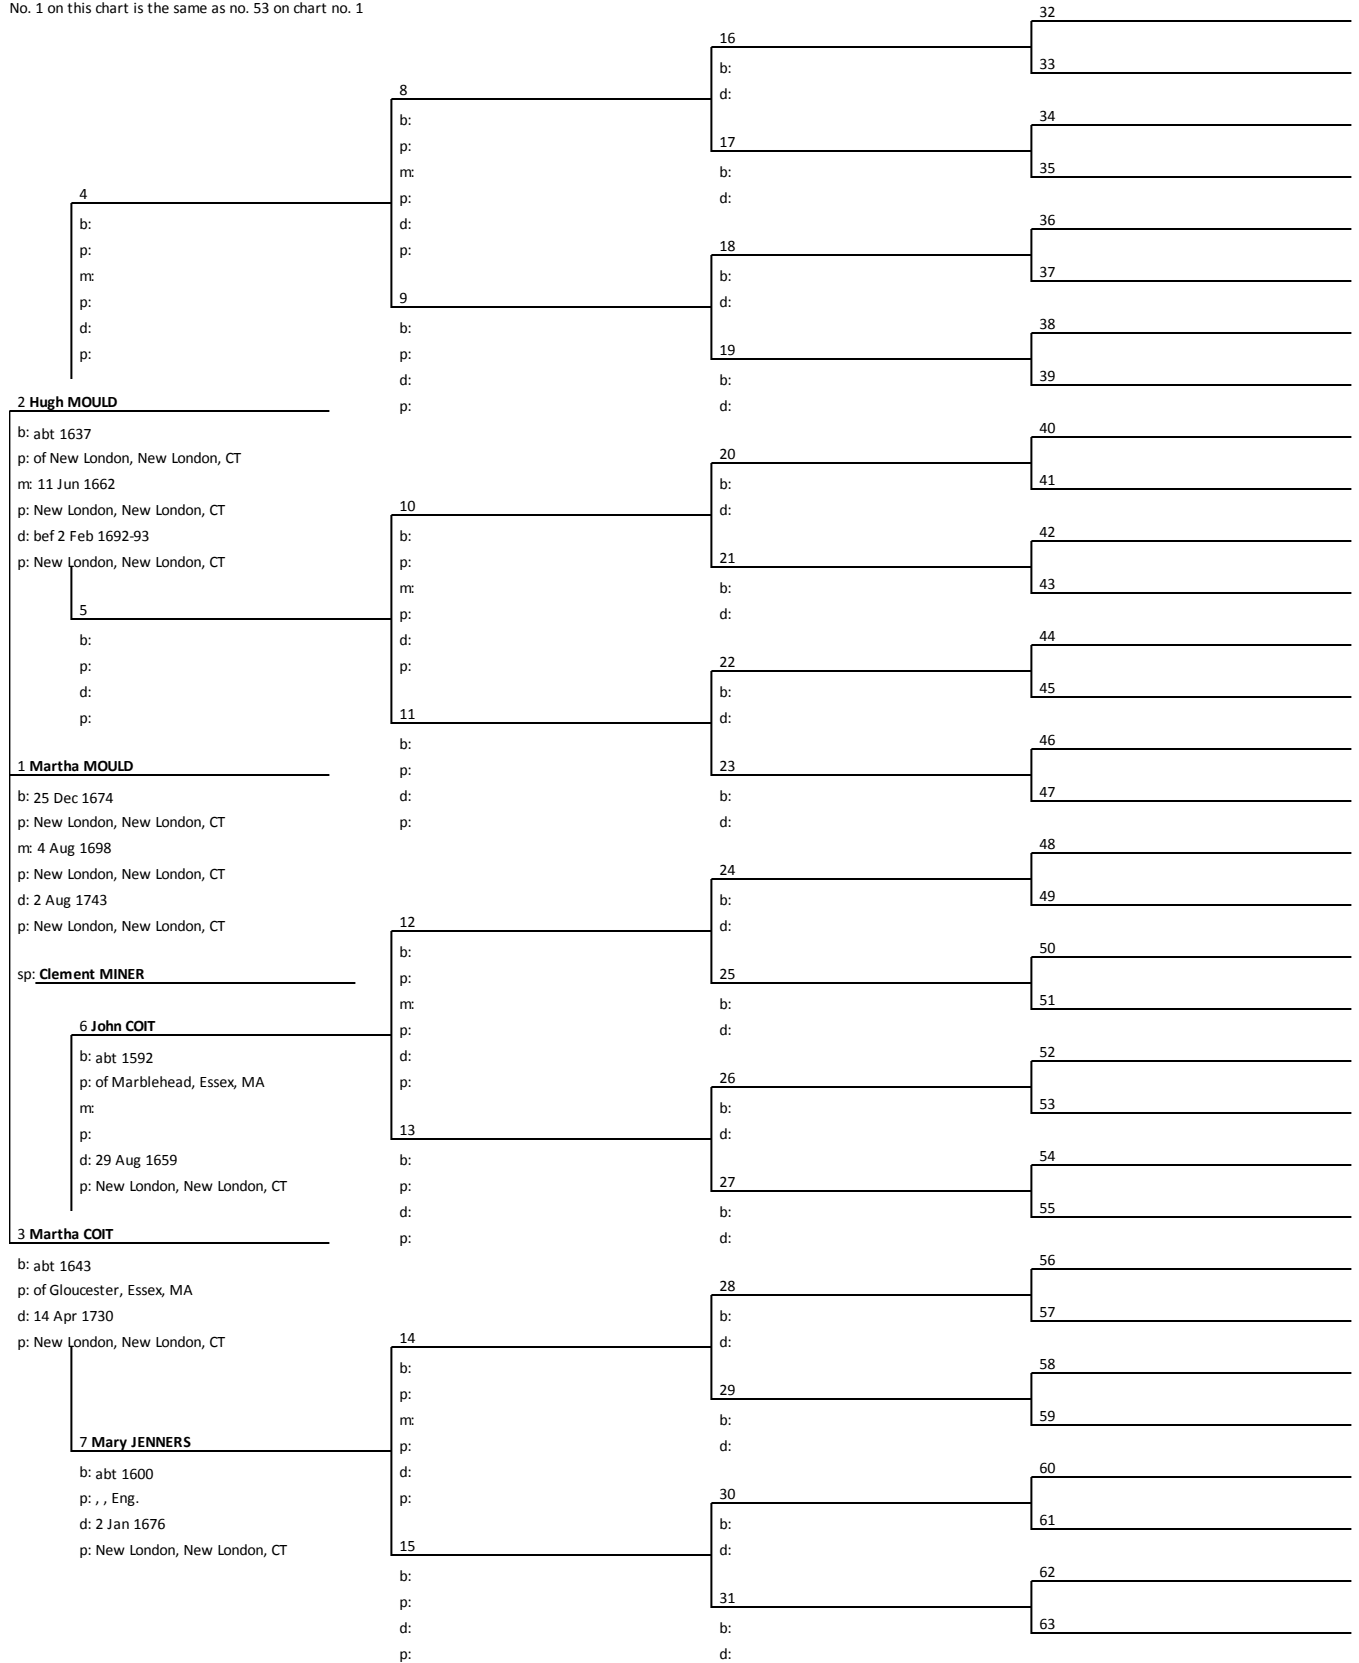 No. 1 on this chart is the same as no. 53 on chart no. 1
4
b:
p:
m:
p:
d:
p:
2 Hugh MOULD
b: abt 1637
p: of New London, New London, CT
m: 11 Jun 1662
p: New London, New London, CT
d: bef 2 Feb 1692-93
p: New London, New London, CT
5
b:
p:
d:
p:
1 Martha MOULD
b: 25 Dec 1674
p: New London, New London, CT
m: 4 Aug 1698
p: New London, New London, CT
d: 2 Aug 1743
p: New London, New London, CT
sp: Clement MINER
6 John COIT
b: abt 1592
p: of Marblehead, Essex, MA
m:
p:
d: 29 Aug 1659
p: New London, New London, CT
3 Martha COIT
b: abt 1643
p: of Gloucester, Essex, MA
d: 14 Apr 1730
p: New London, New London, CT
7 Mary JENNERS
b: abt 1600
p: , , Eng.
d: 2 Jan 1676
p: New London, New London, CT
8
b:
p:
m:
p:
d:
p:
9
b:
p:
d:
p:
10
b:
p:
m:
p:
d:
p:
11
b:
p:
d:
p:
12
b:
p:
m:
p:
d:
p:
13
b:
p:
d:
p:
14
b:
p:
m:
p:
d:
p:
15
b:
p:
d:
p:
16
b:
d:
17
b:
d:
18
b:
d:
19
b:
d:
20
b:
d:
21
b:
d:
22
b:
d:
23
b:
d:
24
b:
d:
25
b:
d:
26
b:
d:
27
b:
d:
28
b:
d:
29
b:
d:
30
b:
d:
31
b:
d:
32
33
34
35
36
37
38
39
40
41
42
43
44
45
46
47
48
49
50
51
52
53
54
55
56
57
58
59
60
61
62
63